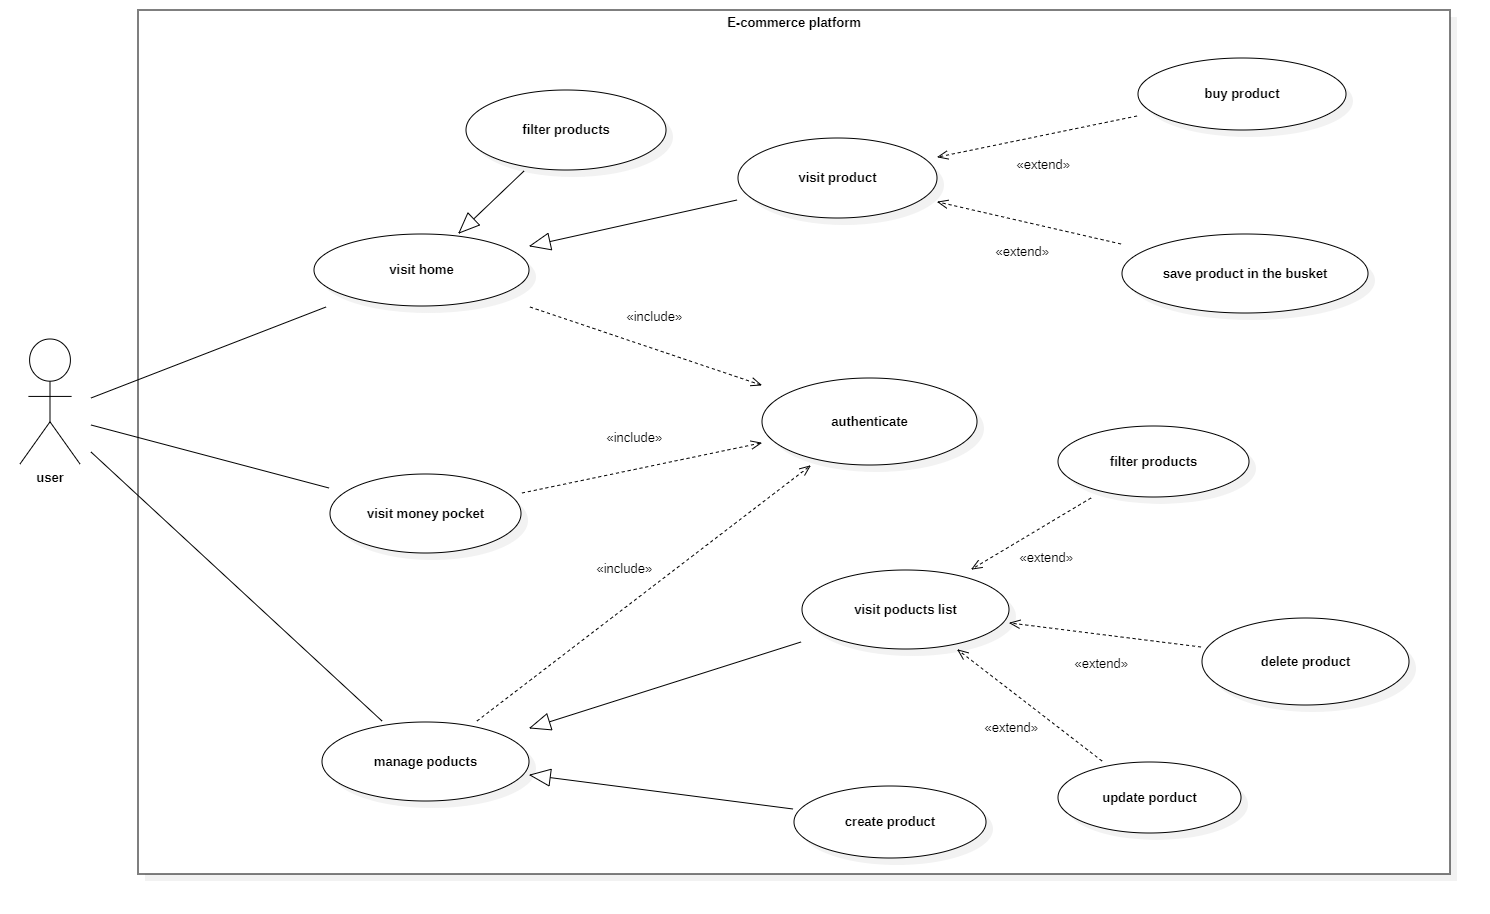 E-commerce platform
buy product
filter products
«extend»
visit product
«extend»
save product in the busket
visit home
«include»
authenticate
«include»
filter products
user
visit money pocket
«extend»
«include»
visit poducts list
delete product
«extend»
«extend»
manage poducts
update porduct
create product